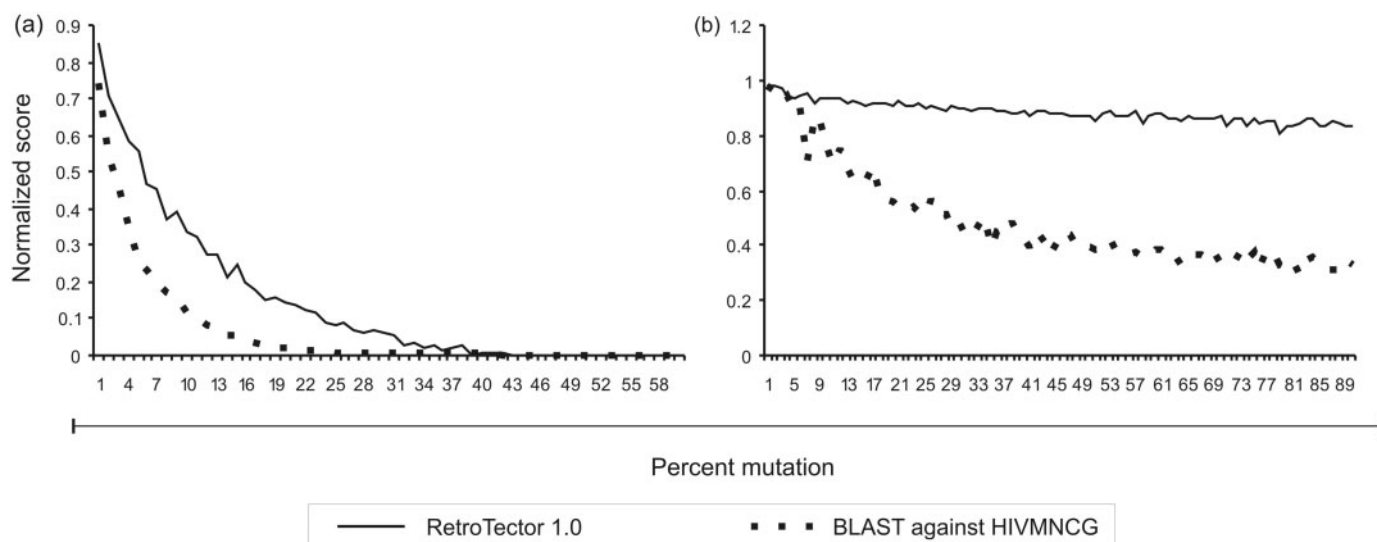 (a)
Normalized score
0.9
0.8
0.7
0.6
0.5
0.4
0.3
0.2
0.1
0
1 4 7 10 13 16 19 22 25 28 31 34 37 40 43 46 49 52 55 58
(b)
1.2
1
0.8
0.6
0.4
0.2
0
1 5 9 13 17 21 25 29 33 37 41 45 49 53 57 61 65 69 73 77 81 85 89
Percent mutation
RetroTector 1.0 BLAST against HIVMNCG